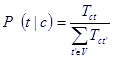 P (t | c) = T_ct / ∑_{t'∈V} T_ct'